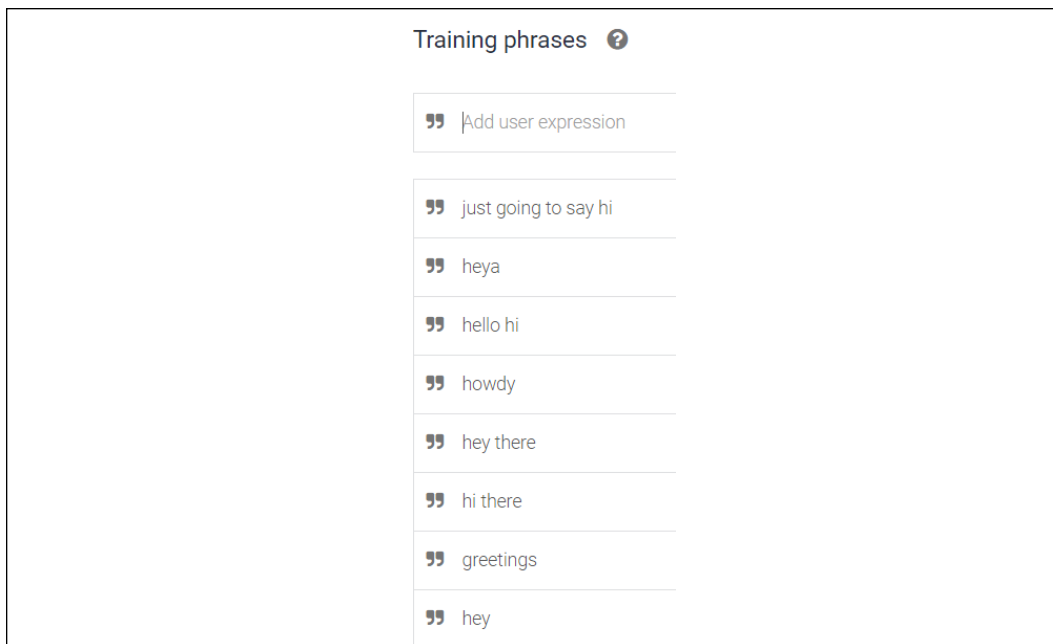 Training phrases ?
Add user expression
just going to say hi
heya
hello hi
howdy
hey there
hi there
greetings
hey